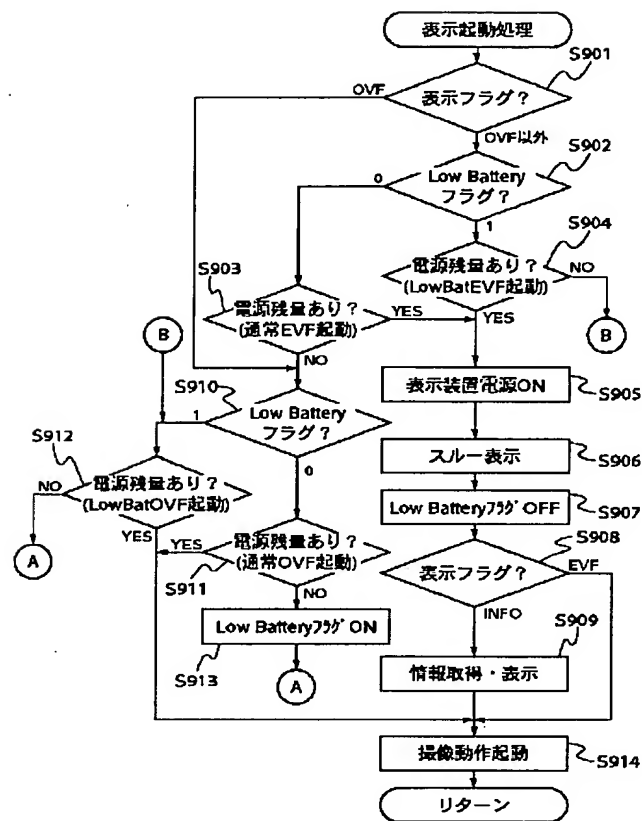 表示起動処理
S901
表示フラグ?
OVF
OVF以外
S902
Low Battery
フラグ?
0
1
S904
電源残量あり?
(LowBatEVF起動)
NO
YES
B
S903
電源残量あり?
(通常EVF起動)
YES
NO
B
表示装置電源ON
S905
S910
Low Battery
フラグ?
1
0
スルー表示
S906
S912
電源残量あり?
(LowBatOVF起動)
NO
YES
A
Low Batteryフラグ OFF
S907
S908
表示フラグ?
EVF
INFO
電源残量あり?
(通常OVF起動)
YES
S911
NO
Low Batteryフラグ ON
S913
A
S909
情報取得・表示
撮像動作起動
S914
リターン